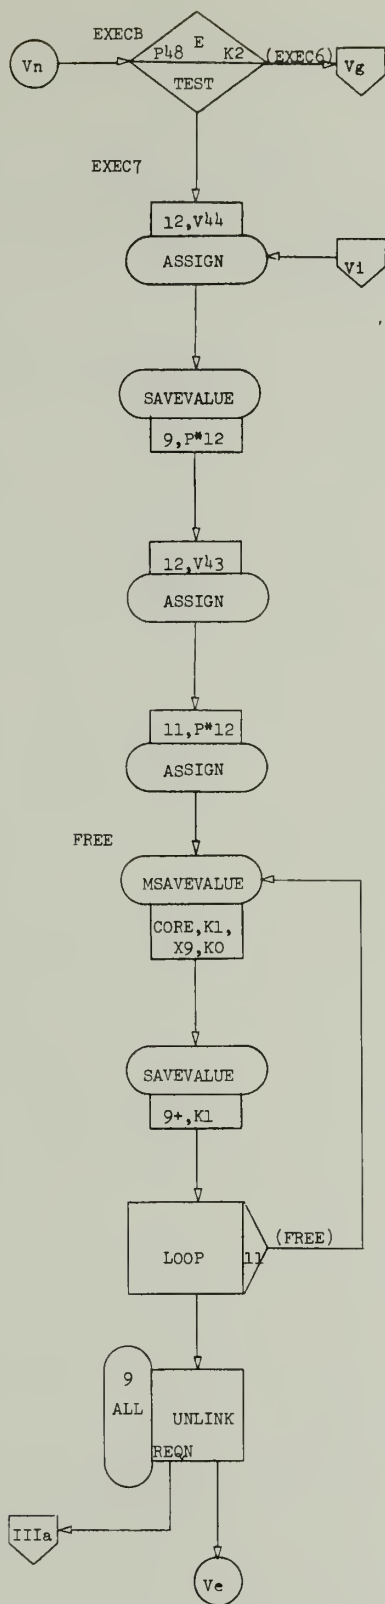 EXECB
E
Vn
P48 K2
(EXEC6)
Vg
TEST
EXEC7
12,V44
ASSIGN
Vi
SAVEVALUE
9,P*12
12,V43
ASSIGN
11,P*12
ASSIGN
FREE
MSAVEVALUE
CORE,K1,
X9,K0
SAVEVALUE
9+,K1
(FREE)
LOOP
11
9
ALL
UNLINK
REQN
IIIa
Ve